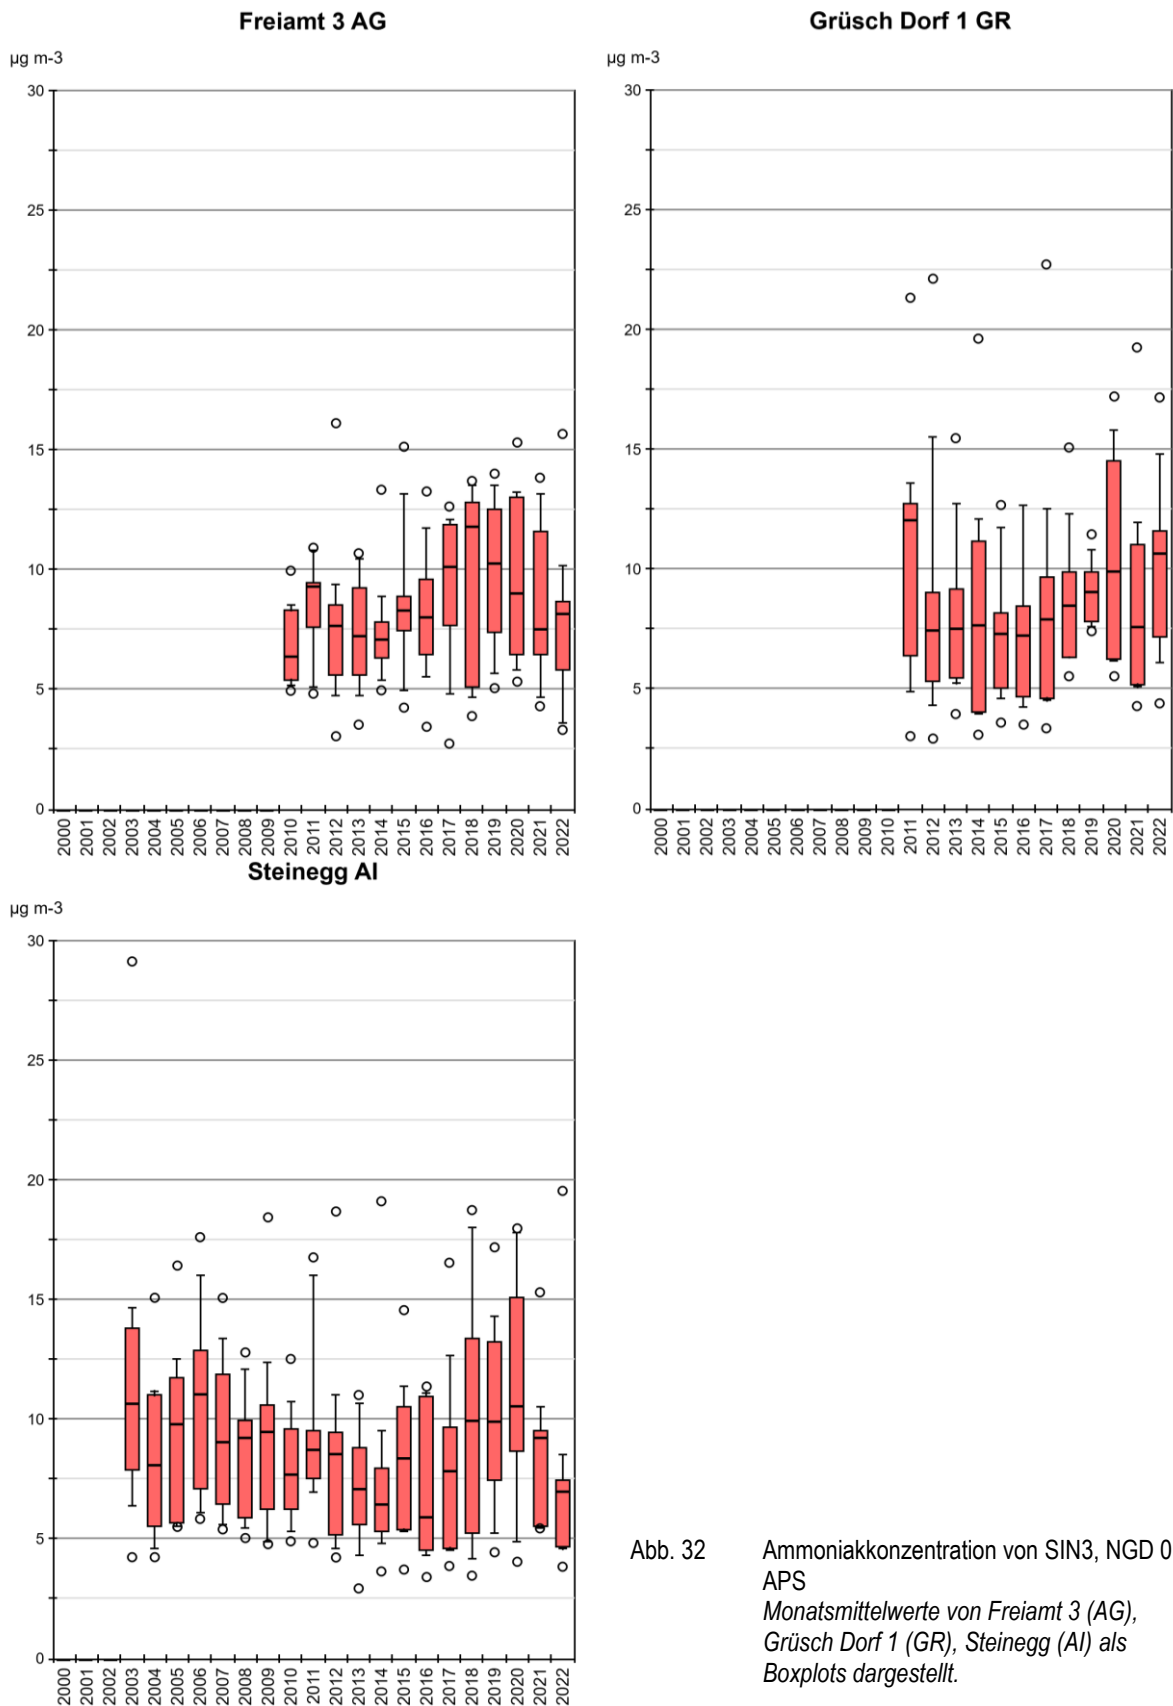 Freiamt 3 AG
µg m-3
30
25
20
15
10
5
0
2000 2001 2002 2003 2004 2005 2006 2007 2008 2009 2010 2011 2012 2013 2014 2015 2016 2017 2018 2019 2020 2021 2022
Grüsch Dorf 1 GR
µg m-3
30
25
20
15
10
5
0
2000 2001 2002 2003 2004 2005 2006 2007 2008 2009 2010 2011 2012 2013 2014 2015 2016 2017 2018 2019 2020 2021 2022
Steinegg AI
µg m-3
30
25
20
15
10
5
0
2000 2001 2002 2003 2004 2005 2006 2007 2008 2009 2010 2011 2012 2013 2014 2015 2016 2017 2018 2019 2020 2021 2022
Abb. 32 Ammoniakkonzentration von SIN3, NGD 0
APS
Monatsmittelwerte von Freiamt 3 (AG),
Grüsch Dorf 1 (GR), Steinegg (AI) als
Boxplots dargestellt.